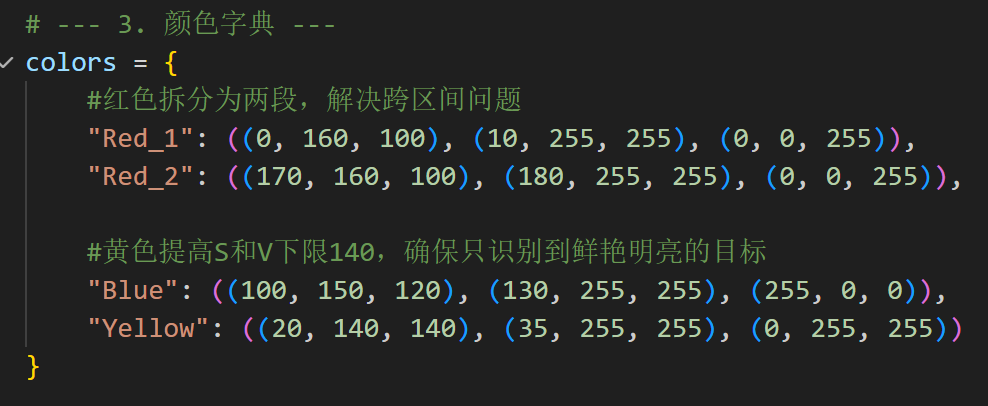 # --- 3. 颜色字典 ---
colors = {
#红色拆分为两段，解决跨区间问题
"Red_1": ((0, 160, 100), (10, 255, 255), (0, 0, 255)),
"Red_2": ((170, 160, 100), (180, 255, 255), (0, 0, 255)),
#黄色提高S和V下限140，确保只识别到鲜艳明亮的目标
"Blue": ((100, 150, 120), (130, 255, 255), (255, 0, 0)),
"Yellow": ((20, 140, 140), (35, 255, 255), (0, 255, 255))
}